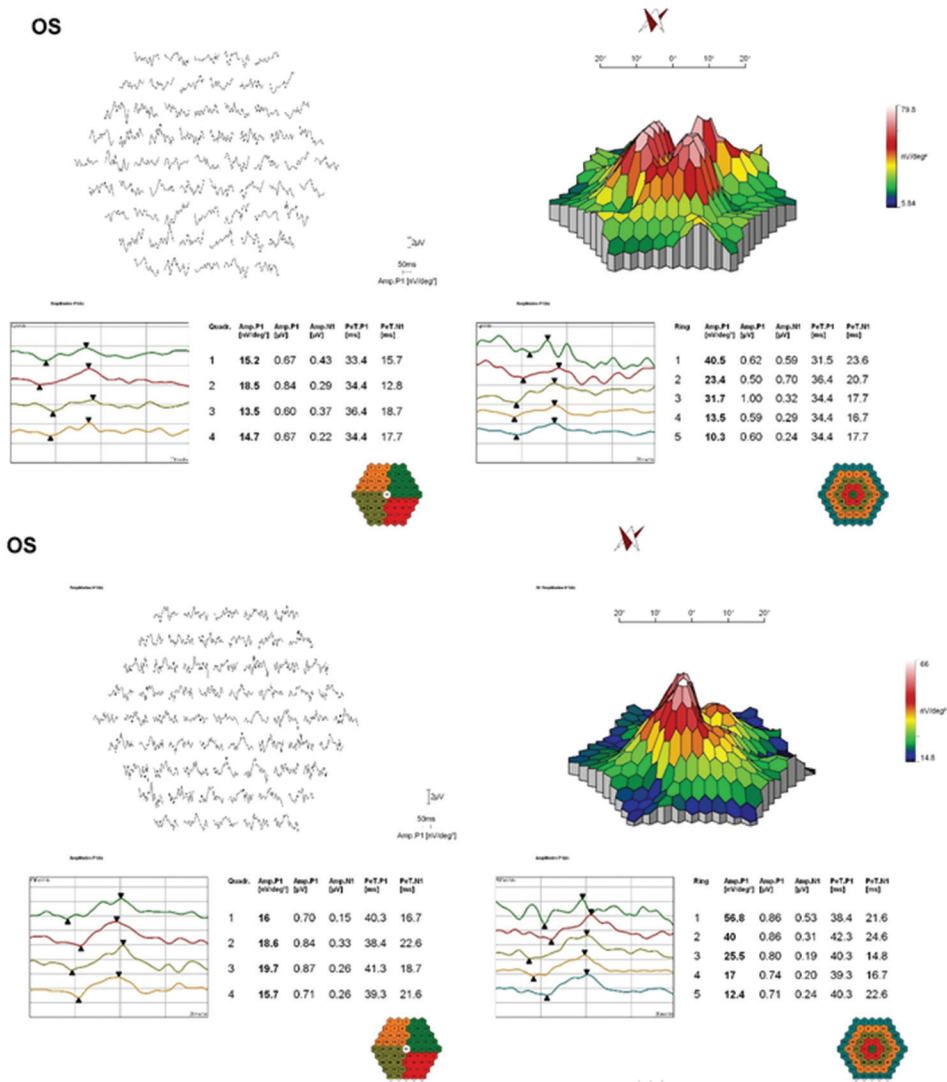 OS
20° 10° 0° 10° 20°
79.8
nV/deg²
5.84
2µV
50ms
Amp.P1 [nV/deg²]
Quadr. Amp.P1 Amp.P1 Amp.N1 PeT.P1 PeT.N1
[nV/deg²] [µV] [µV] [ms] [ms]
1 15.2 0.67 0.43 33.4 15.7
2 18.5 0.84 0.29 34.4 12.8
3 13.5 0.60 0.37 36.4 18.7
4 14.7 0.67 0.22 34.4 17.7
Ring Amp.P1 Amp.P1 Amp.N1 PeT.P1 PeT.N1
[nV/deg²] [µV] [µV] [ms] [ms]
1 40.5 0.62 0.59 31.5 23.6
2 23.4 0.50 0.70 36.4 20.7
3 31.7 1.00 0.32 34.4 17.7
4 13.5 0.59 0.29 34.4 16.7
5 10.3 0.60 0.24 34.4 17.7
OS
20° 10° 0° 10° 20°
66
nV/deg²
14.8
2µV
50ms
Amp.P1 [nV/deg²]
Quadr. Amp.P1 Amp.P1 Amp.N1 PeT.P1 PeT.N1
[nV/deg²] [µV] [µV] [ms] [ms]
1 16 0.70 0.15 40.3 16.7
2 18.6 0.84 0.33 38.4 22.6
3 19.7 0.87 0.26 41.3 18.7
4 15.7 0.71 0.26 39.3 21.6
Ring Amp.P1 Amp.P1 Amp.N1 PeT.P1 PeT.N1
[nV/deg²] [µV] [µV] [ms] [ms]
1 56,8 0.86 0.53 38.4 21.6
2 40 0.86 0.31 42.3 24.6
3 25.5 0.80 0.19 40.3 14.8
4 17 0.74 0.20 39.3 16.7
5 12.4 0.71 0.24 40.3 22.6